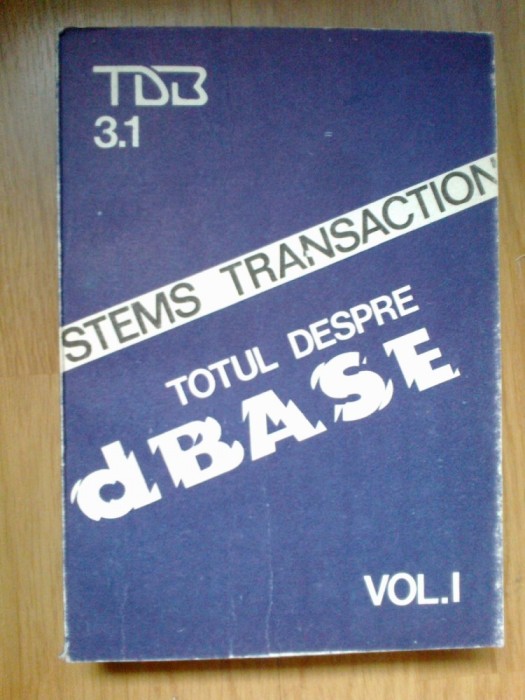 TDB
3.1
STEMS TRANSACTION
TOTUL DESPRE
dBASE
VOL.I